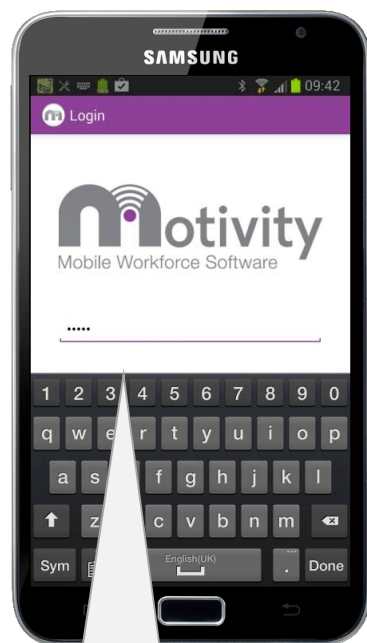 SAMSUNG
09:42
Login
motivity
Mobile Workforce Software
•••••
1 2 3 4 5 6 7 8 9 0
q w e r t y u i o p
a s f g h j k l
z c v b n m
Sym English(UK) . Done